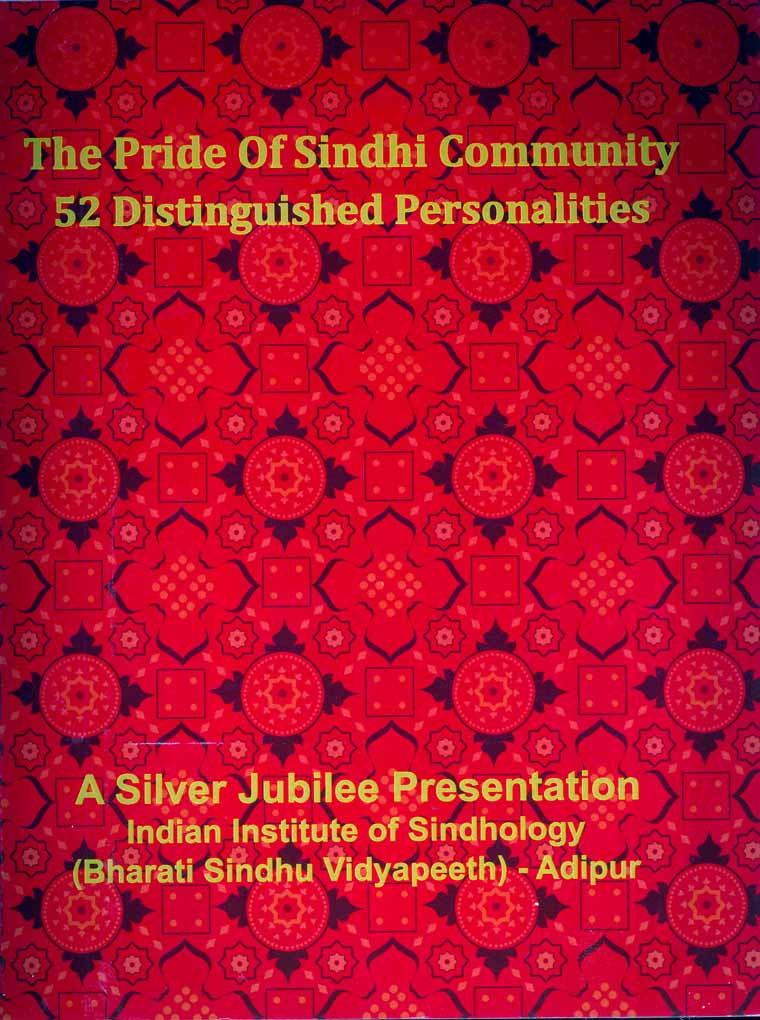 The Pride Of Sindhi Community
52 Distinguished Personalities
A Silver Jubilee Presentation
Indian Institute of Sindhology
(Bharati Sindhu Vidyapeeth) - Adipur